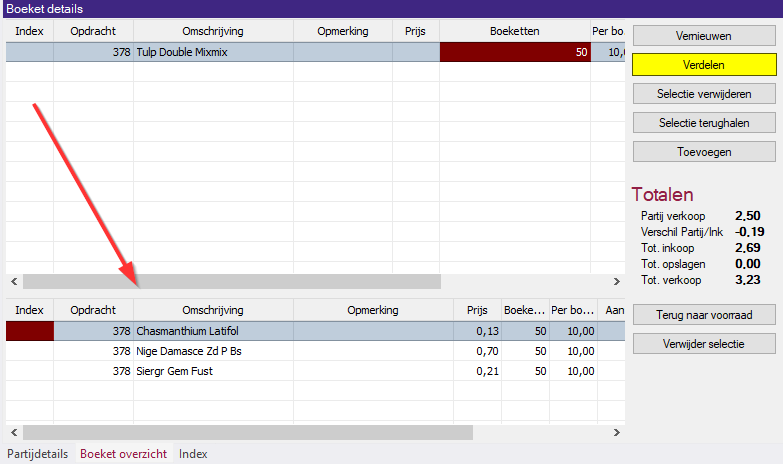 Boeket details
Index Opdracht Omschrijving Opmerking Prijs Boeketten Per bo...
378 Tulp Double Mixmix 50 10,0
Vernieuwen
Verdelen
Selectie verwijderen
Selectie terughalen
Toevoegen
Totalen
Partij verkoop 2,50
Verschil Partij/Ink -0,19
Tot. inkoop 2,69
Tot. opslagen 0,00
Tot. verkoop 3,23
Index Opdracht Omschrijving Opmerking Prijs Boeke... Per bo... Aan
378 Chasmanthium Latifol 0,13 50 10,00
378 Nige Damasce Zd P Bs 0,70 50 10,00
378 Siergr Gem Fust 0,21 50 10,00
Terug naar voorraad
Verwijder selectie
Partijdetails Boeket overzicht Index